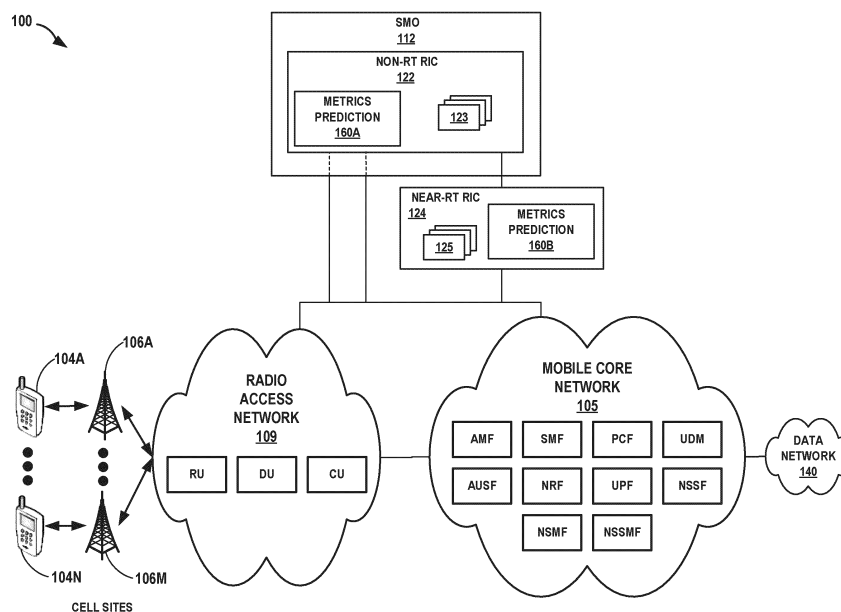 100
SMO
112
NON-RT RIC
122
METRICS
PREDICTION
160A
123
NEAR-RT RIC
124
125
METRICS
PREDICTION
160B
104A
106A
RADIO
ACCESS
NETWORK
109
RU DU CU
MOBILE CORE
NETWORK
105
AMF SMF PCF UDM
AUSF NRF UPF NSSF
NSMF NSSMF
DATA
NETWORK
140
104N
106M
CELL SITES